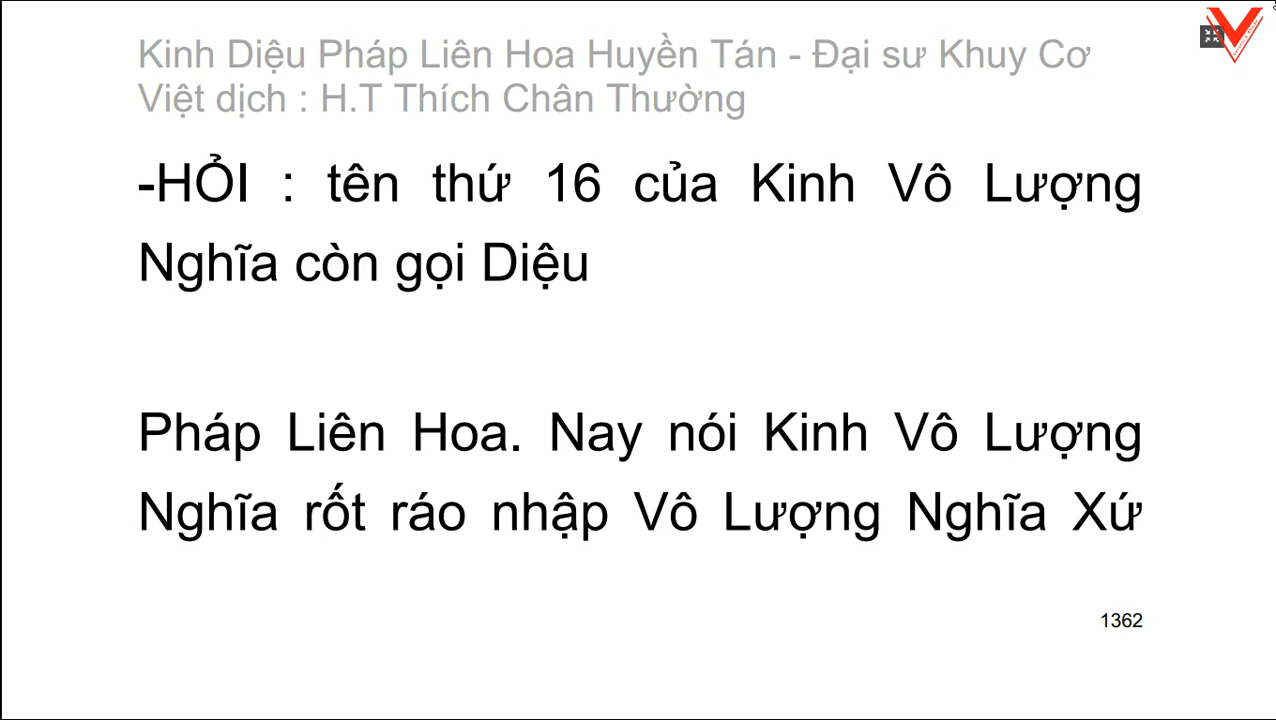 Kinh Diệu Pháp Liên Hoa Huyền Tán - Đại sư Khuy Cơ
Việt dịch : H.T Thích Chân Thường
-HỎI : tên thứ 16 của Kinh Vô Lượng
Nghĩa còn gọi Diệu
Pháp Liên Hoa. Nay nói Kinh Vô Lượng
Nghĩa rốt ráo nhập Vô Lượng Nghĩa Xứ
1362